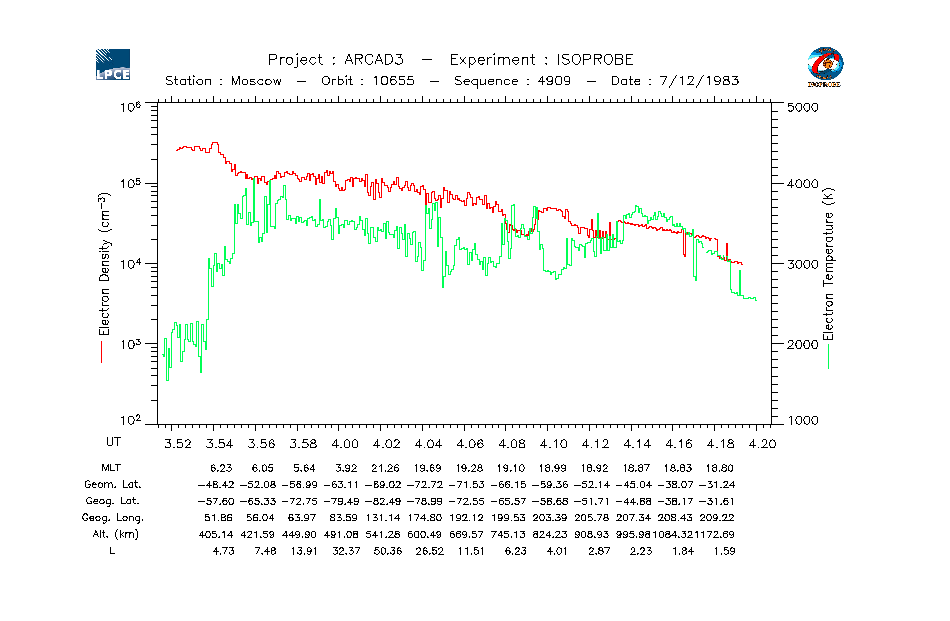 LPCE
Project : ARCAD3 — Experiment : ISOPROBE
Station : Moscow — Orbit : 10655 — Sequence : 4909 — Date : 7/12/1983
ISOPROBE
10^6 5000
10^5 4000
10^4 3000
10^3 2000
10^2 1000
Electron Density (cm^-3)
Electron Temperature (K)
UT 3.52 3.54 3.56 3.58 4.00 4.02 4.04 4.06 4.08 4.10 4.12 4.14 4.16 4.18 4.20
MLT 6.23 6.05 5.64 3.92 21.26 19.69 19.28 19.10 18.99 18.92 18.87 18.83 18.80
Geom. Lat. −48.42 −52.08 −56.99 −63.11 −69.02 −72.72 −71.53 −66.15 −59.36 −52.14 −45.04 −38.07 −31.24
Geog. Lat. −57.60 −65.33 −72.75 −79.49 −82.49 −78.99 −72.55 −65.57 −58.68 −51.71 −44.88 −38.17 −31.61
Geog. Long. 51.86 56.04 63.97 83.59 131.14 174.80 192.12 199.53 203.39 205.78 207.34 208.43 209.22
Alt. (km) 405.14 421.59 449.90 491.08 541.28 600.49 669.57 745.13 824.23 908.93 995.98 1084.32 1172.69
L 4.73 7.48 13.91 32.37 50.36 26.52 11.51 6.23 4.01 2.87 2.23 1.84 1.59